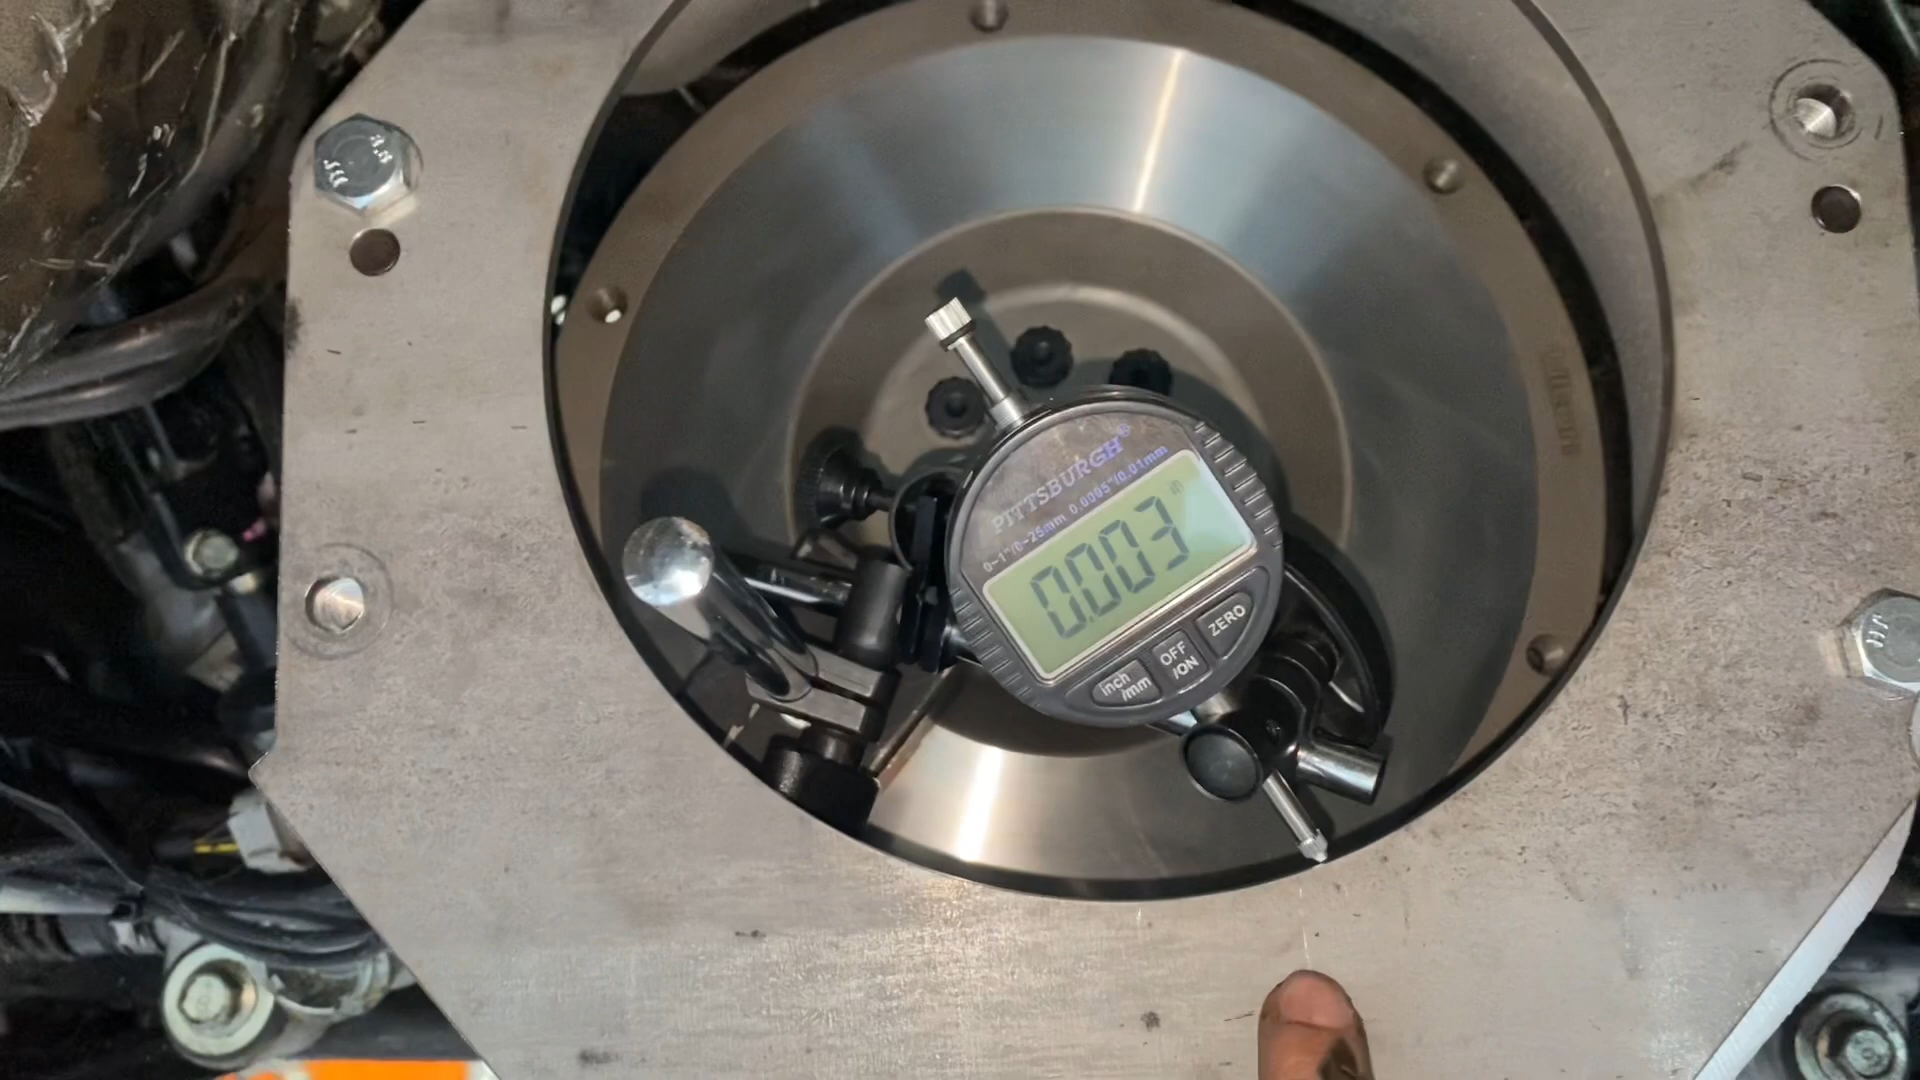 PITTSBURGH®
0~1"/0~25mm 0.0005"/0.01mm
in
0.003
inch
/mm
OFF
/ON
ZERO